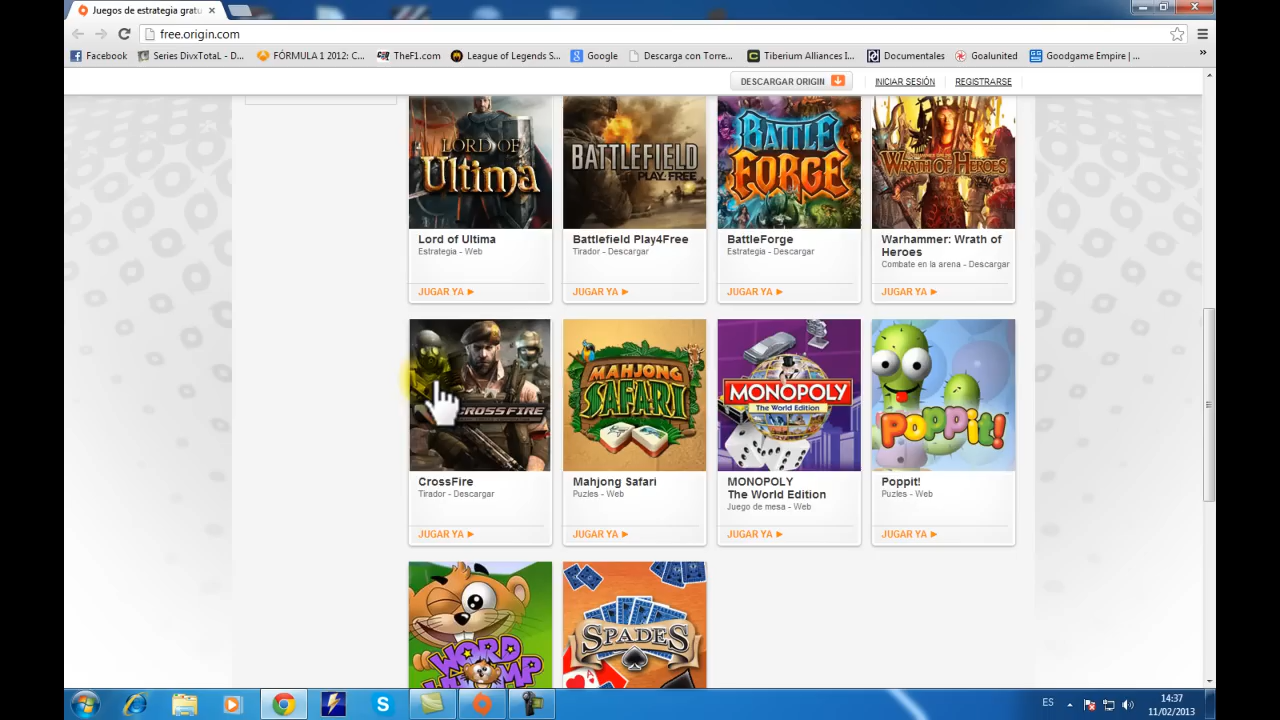 Juegos de estrategia gratu
free.origin.com
Facebook
Series DivxTotaL - D...
FÓRMULA 1 2012: C...
TheF1.com
League of Legends S...
Google
Descarga con Torre...
Tiberium Alliances I...
Documentales
Goalunited
Goodgame Empire | ...
»
DESCARGAR ORIGIN
INICIAR SESIÓN
REGISTRARSE
LORD OF
Ultima
BATTLEFIELD
PLAY4FREE
BATTLE
FORGE
WRATH OF HEROES
Lord of Ultima
Estrategia - Web
JUGAR YA ►
Battlefield Play4Free
Tirador - Descargar
JUGAR YA ►
BattleForge
Estrategia - Descargar
JUGAR YA ►
Warhammer: Wrath of
Heroes
Combate en la arena - Descargar
JUGAR YA ►
CROSSFIRE
MAHJONG
SAFARI
MONOPOLY
The World Edition
POPPiT!
CrossFire
Tirador - Descargar
JUGAR YA ►
Mahjong Safari
Puzles - Web
JUGAR YA ►
MONOPOLY
The World Edition
Juego de mesa - Web
JUGAR YA ►
Poppit!
Puzles - Web
JUGAR YA ►
WORD
WHOMP
SPADES
ES
14:37
11/02/2013